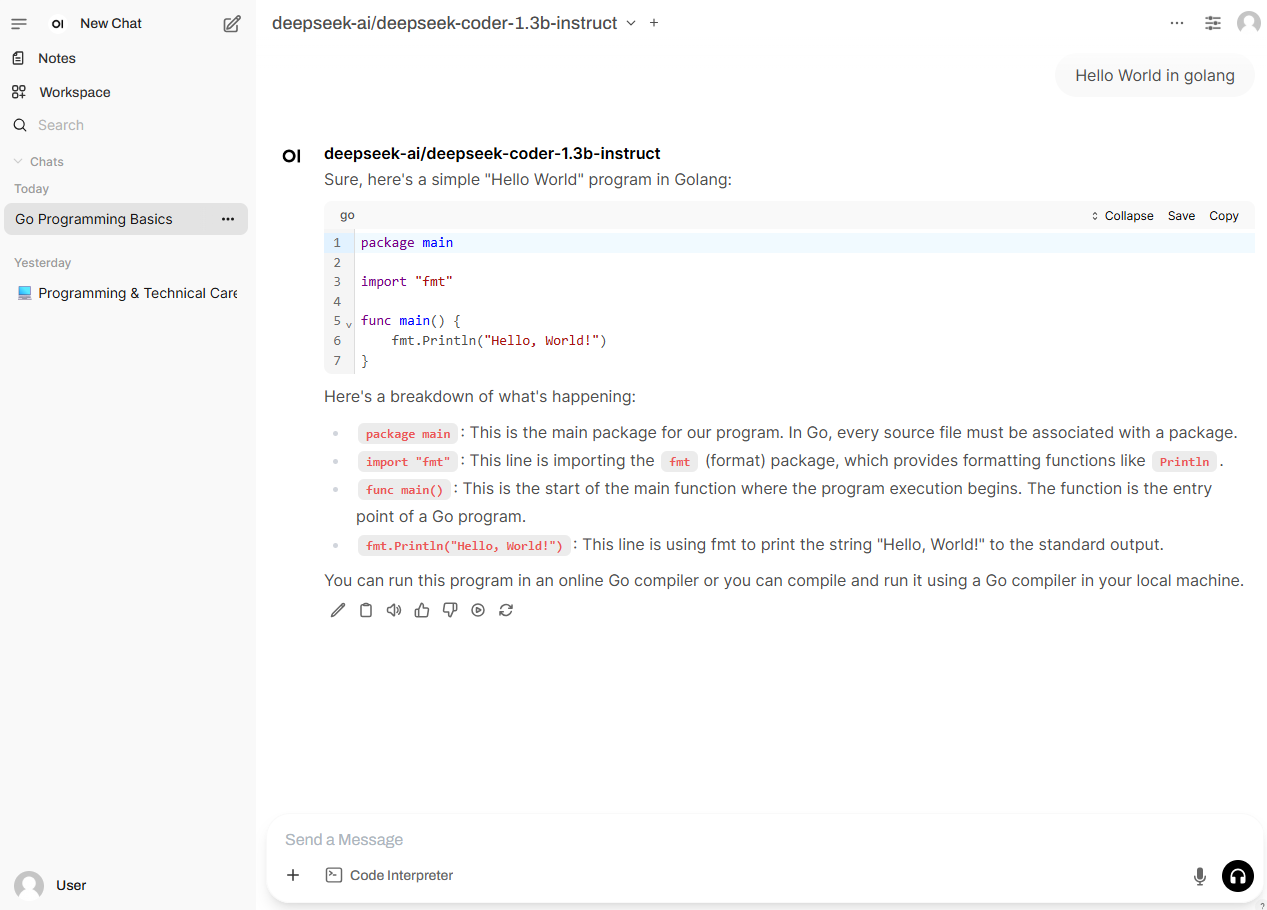 OI New Chat
deepseek-ai/deepseek-coder-1.3b-instruct
Notes
Workspace
Search
Chats
Today
Go Programming Basics
Yesterday
Programming & Technical Care
User
Hello World in golang
OI deepseek-ai/deepseek-coder-1.3b-instruct
Sure, here's a simple "Hello World" program in Golang:
go Collapse Save Copy
1 package main
2
3 import "fmt"
4
5 func main() {
6     fmt.Println("Hello, World!")
7 }
Here's a breakdown of what's happening:
package main : This is the main package for our program. In Go, every source file must be associated with a package.
import "fmt" : This line is importing the fmt (format) package, which provides formatting functions like Println .
func main() : This is the start of the main function where the program execution begins. The function is the entry
point of a Go program.
fmt.Println("Hello, World!") : This line is using fmt to print the string "Hello, World!" to the standard output.
You can run this program in an online Go compiler or you can compile and run it using a Go compiler in your local machine.
Send a Message
Code Interpreter
?